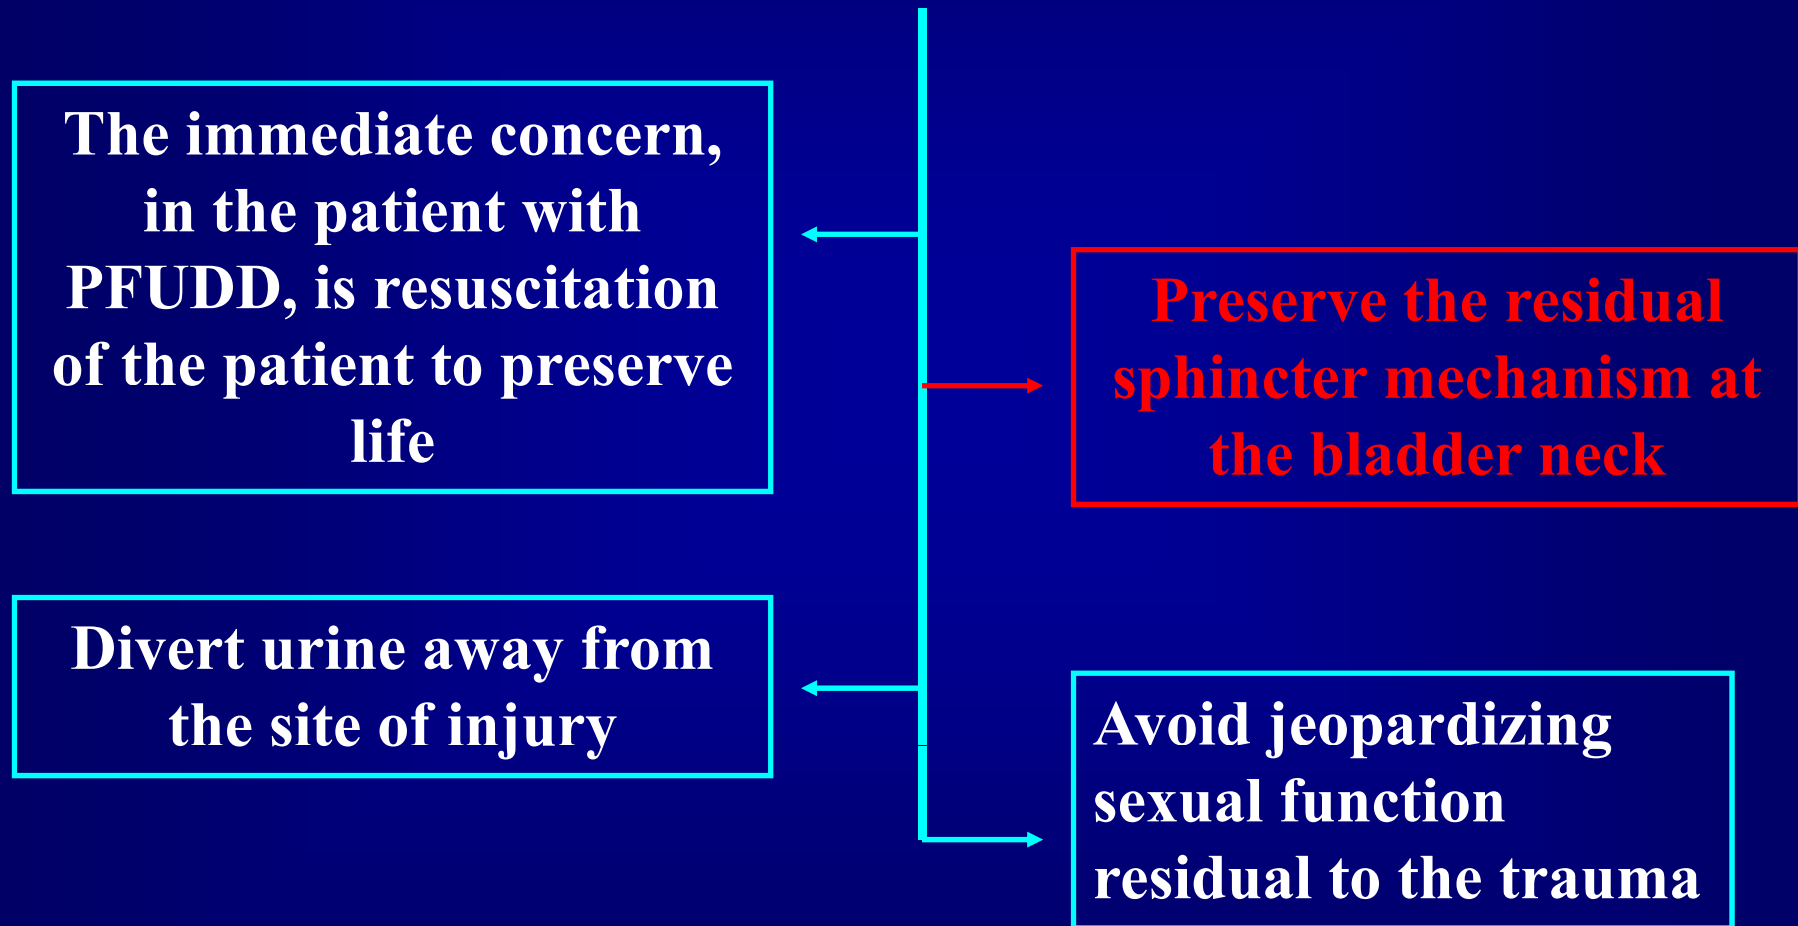 The immediate concern,
in the patient with
PFUDD, is resuscitation
of the patient to preserve
life
Preserve the residual
sphincter mechanism at
the bladder neck
Divert urine away from
the site of injury
Avoid jeopardizing
sexual function
residual to the trauma